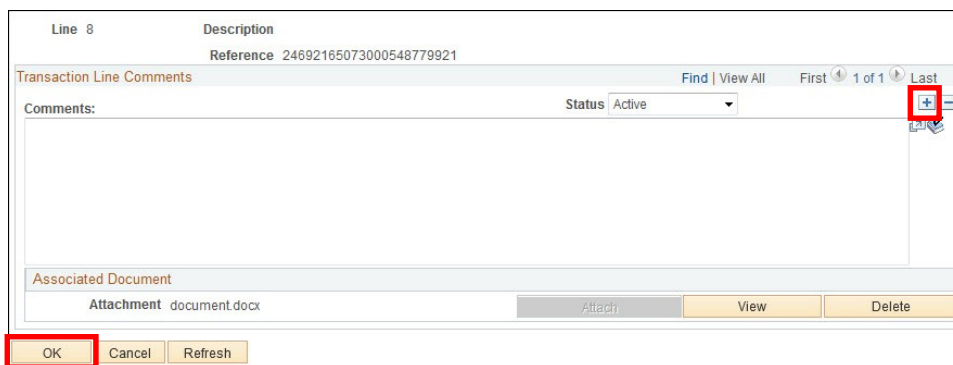 Line 8 Description
Reference 24692165073000548779921
Transaction Line Comments Find | View All First 1 of 1 Last
Comments: Status Active
Associated Document
Attachment document.docx Attach View Delete
OK Cancel Refresh